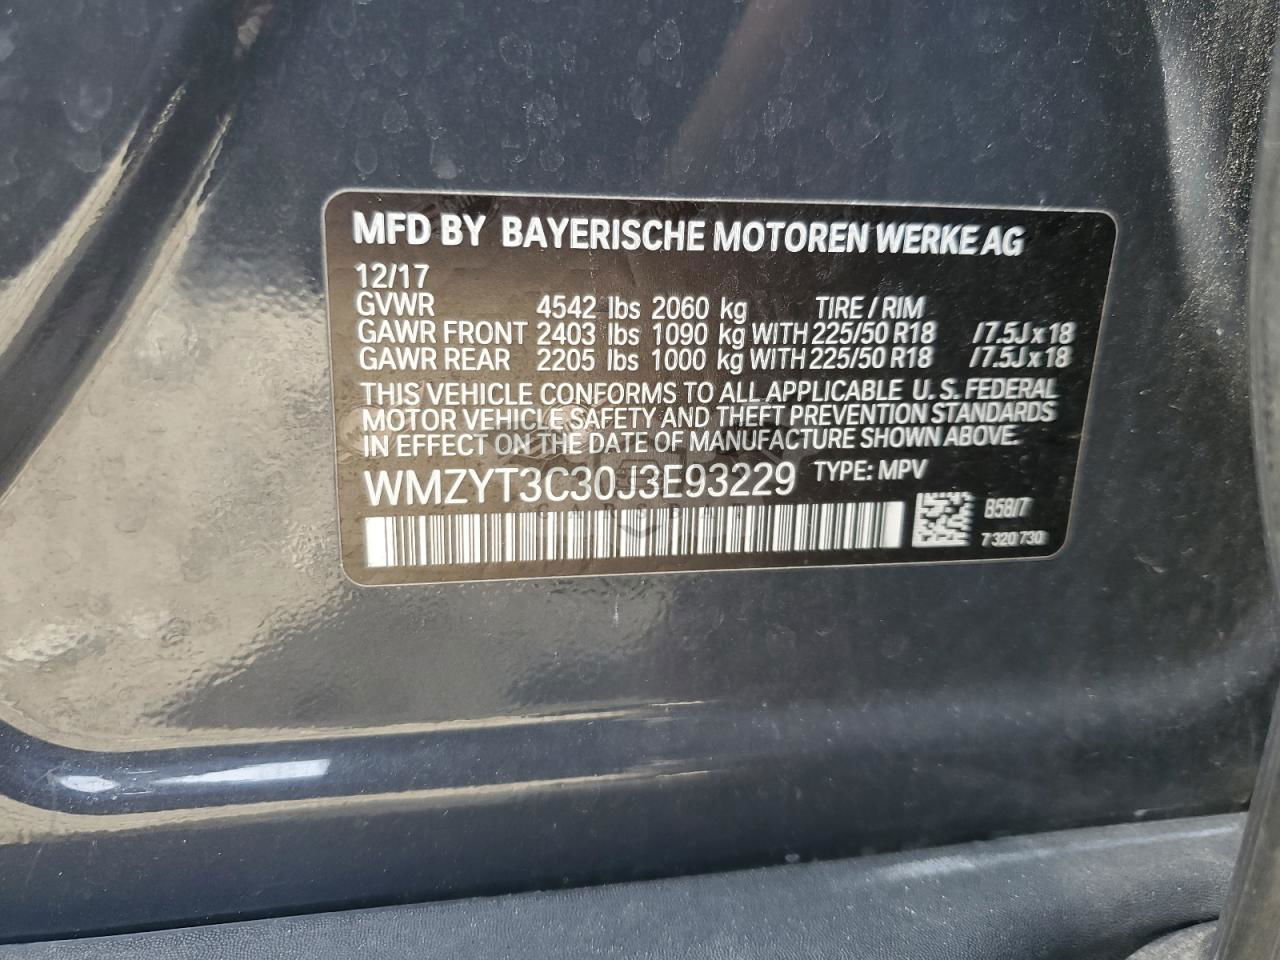 MFD BY BAYERISCHE MOTOREN WERKE AG
12/17
GVWR 4542 lbs 2060 kg TIRE / RIM
GAWR FRONT 2403 lbs 1090 kg WITH 225/50 R18 /7.5J x 18
GAWR REAR 2205 lbs 1000 kg WITH 225/50 R18 /7.5J x 18
THIS VEHICLE CONFORMS TO ALL APPLICABLE U. S. FEDERAL
MOTOR VEHICLE SAFETY AND THEFT PREVENTION STANDARDS
IN EFFECT ON THE DATE OF MANUFACTURE SHOWN ABOVE.
WMZYT3C30J3E93229 TYPE: MPV
B58/7
7 320 730